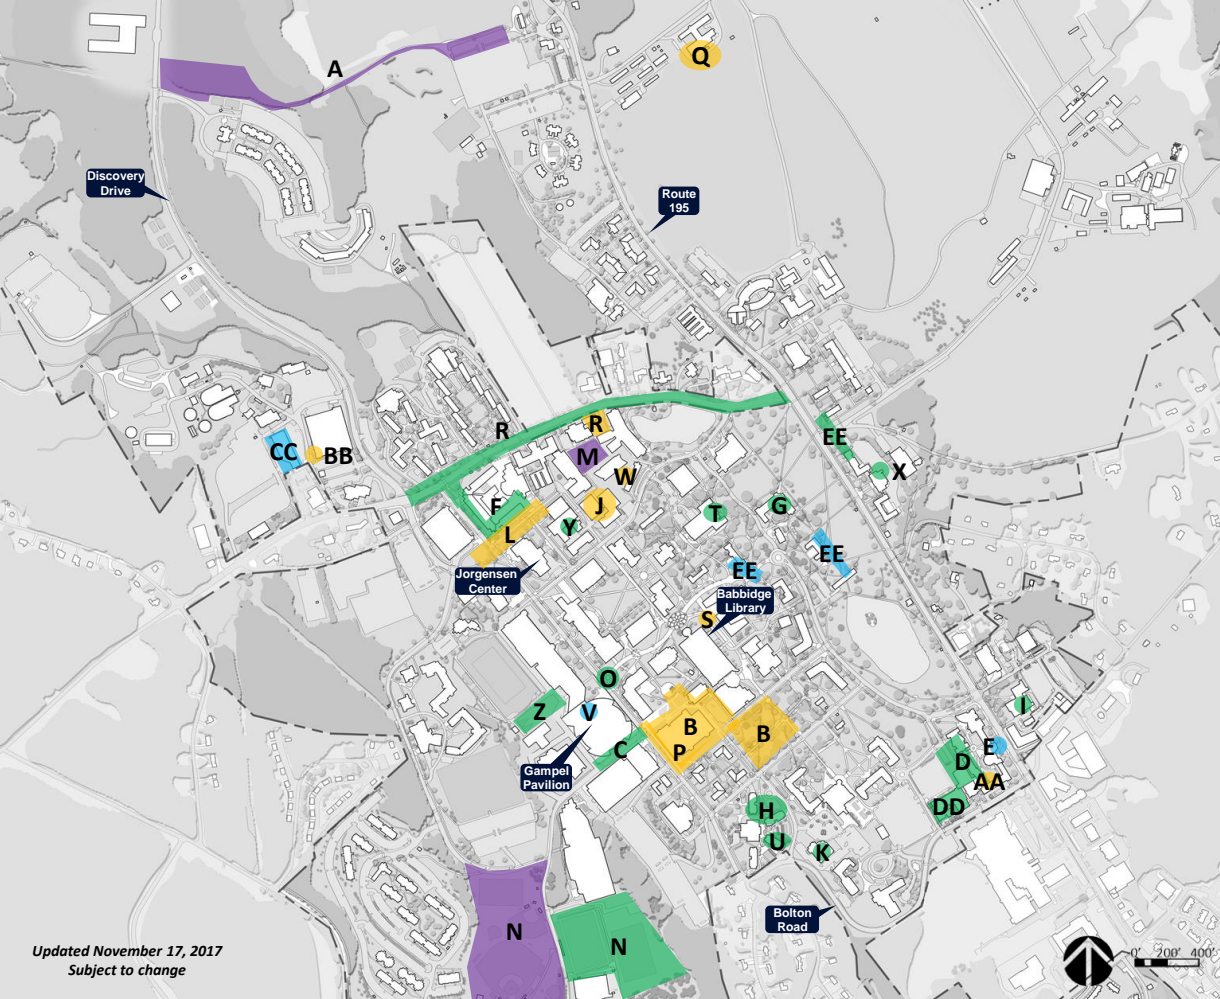 Q
A
Discovery
Drive
Route
195
R
R
EE
CC
BB
M
X
W
F
J
G
T
L
Y
EE
EE
Jorgensen
Center
Babbidge
Library
S
O
Z
V
I
B
B
C
P
E
D
Gampel
Pavilion
AA
DD
H
U
K
Bolton
Road
N
N
Updated November 17, 2017
Subject to change
0' 200' 400'